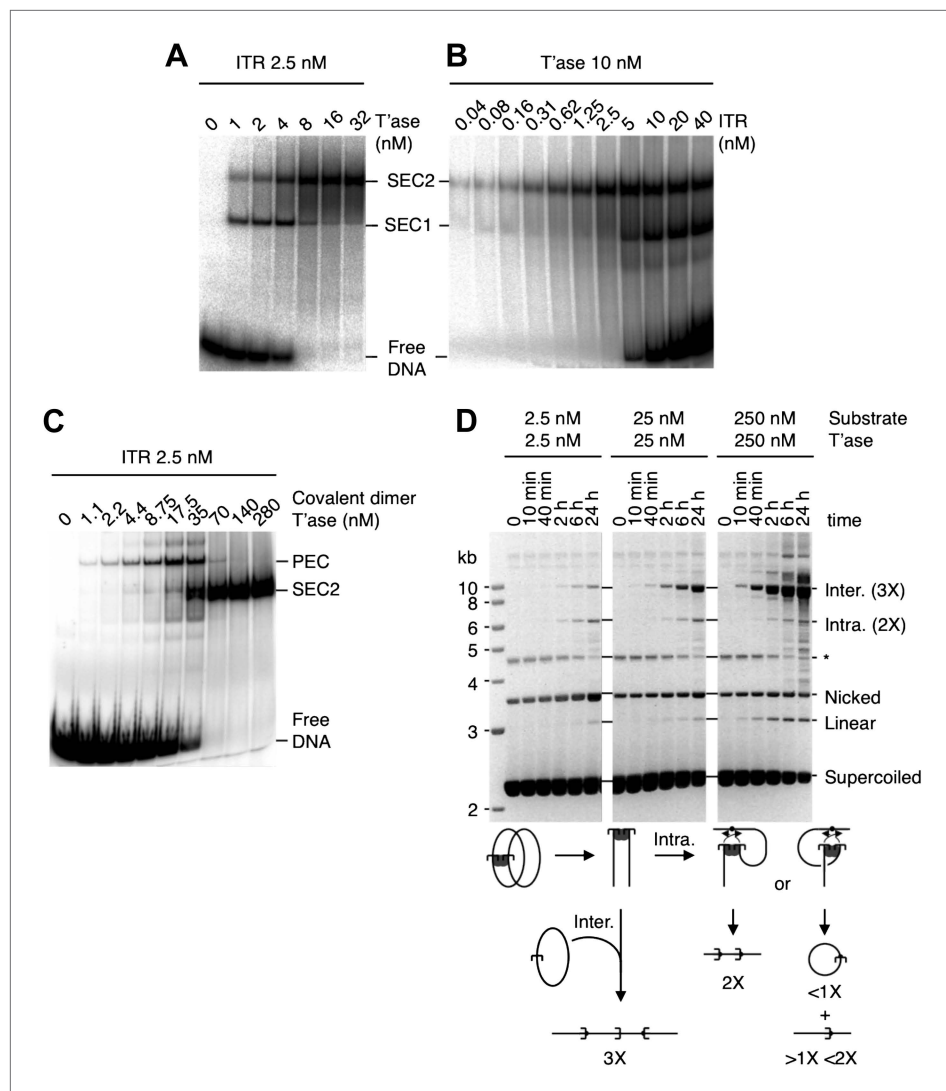 A
ITR 2.5 nM
0 1 2 4 8 16 32 T'ase (nM)
SEC2
SEC1
Free DNA
B
T'ase 10 nM
0.04 0.08 0.16 0.31 0.62 1.25 2.5 5 10 20 40 ITR (nM)
C
ITR 2.5 nM
0 1.1 2.2 4.4 8.75 17.5 35 70 140 280 Covalent dimer T'ase (nM)
PEC
SEC2
Free DNA
D
2.5 nM 25 nM 250 nM Substrate
2.5 nM 25 nM 250 nM T'ase
0 10 min 40 min 2 h 6 h 24 h 0 10 min 40 min 2 h 6 h 24 h 0 10 min 40 min 2 h 6 h 24 h time
kb
10
8
6
5
4
3
2
Inter. (3X)
Intra. (2X)
*
Nicked
Linear
Supercoiled
Intra.
or
Inter.
2X
<1X
+
3X
>1X <2X